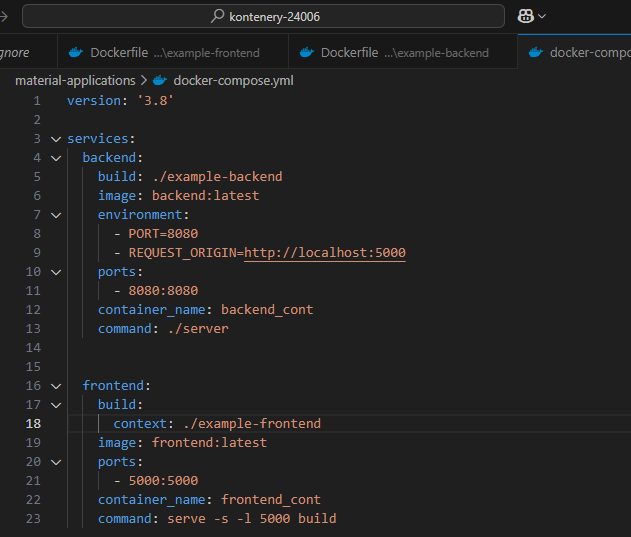 kontenery-24006
gnore
Dockerfile ...\example-frontend
Dockerfile ...\example-backend
docker-compo
material-applications > docker-compose.yml
1 version: '3.8'
2
3 services:
4 backend:
5 build: ./example-backend
6 image: backend:latest
7 environment:
8 - PORT=8080
9 - REQUEST_ORIGIN=http://localhost:5000
10 ports:
11 - 8080:8080
12 container_name: backend_cont
13 command: ./server
14
15
16 frontend:
17 build:
18 context: ./example-frontend
19 image: frontend:latest
20 ports:
21 - 5000:5000
22 container_name: frontend_cont
23 command: serve -s -l 5000 build